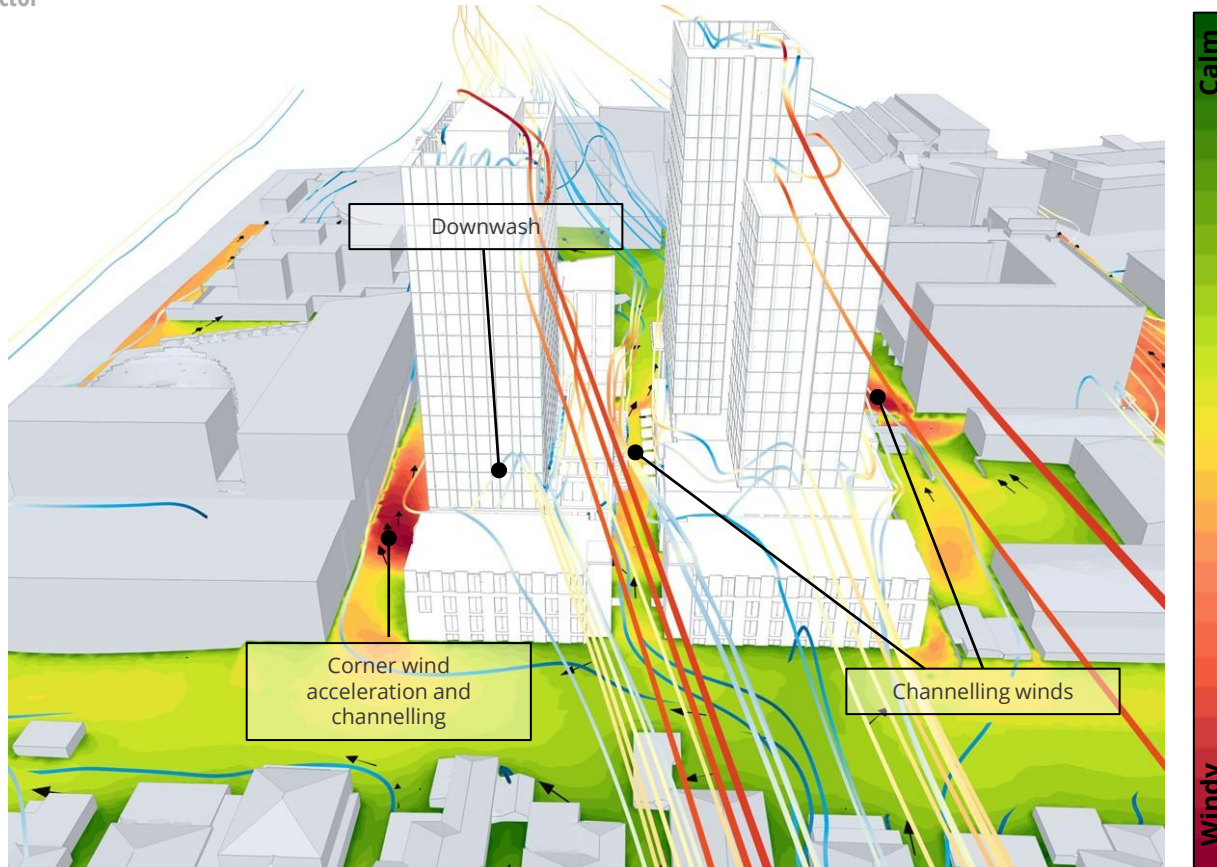 Calm
Downwash
Corner wind
acceleration and
channelling
Channelling winds
Windy